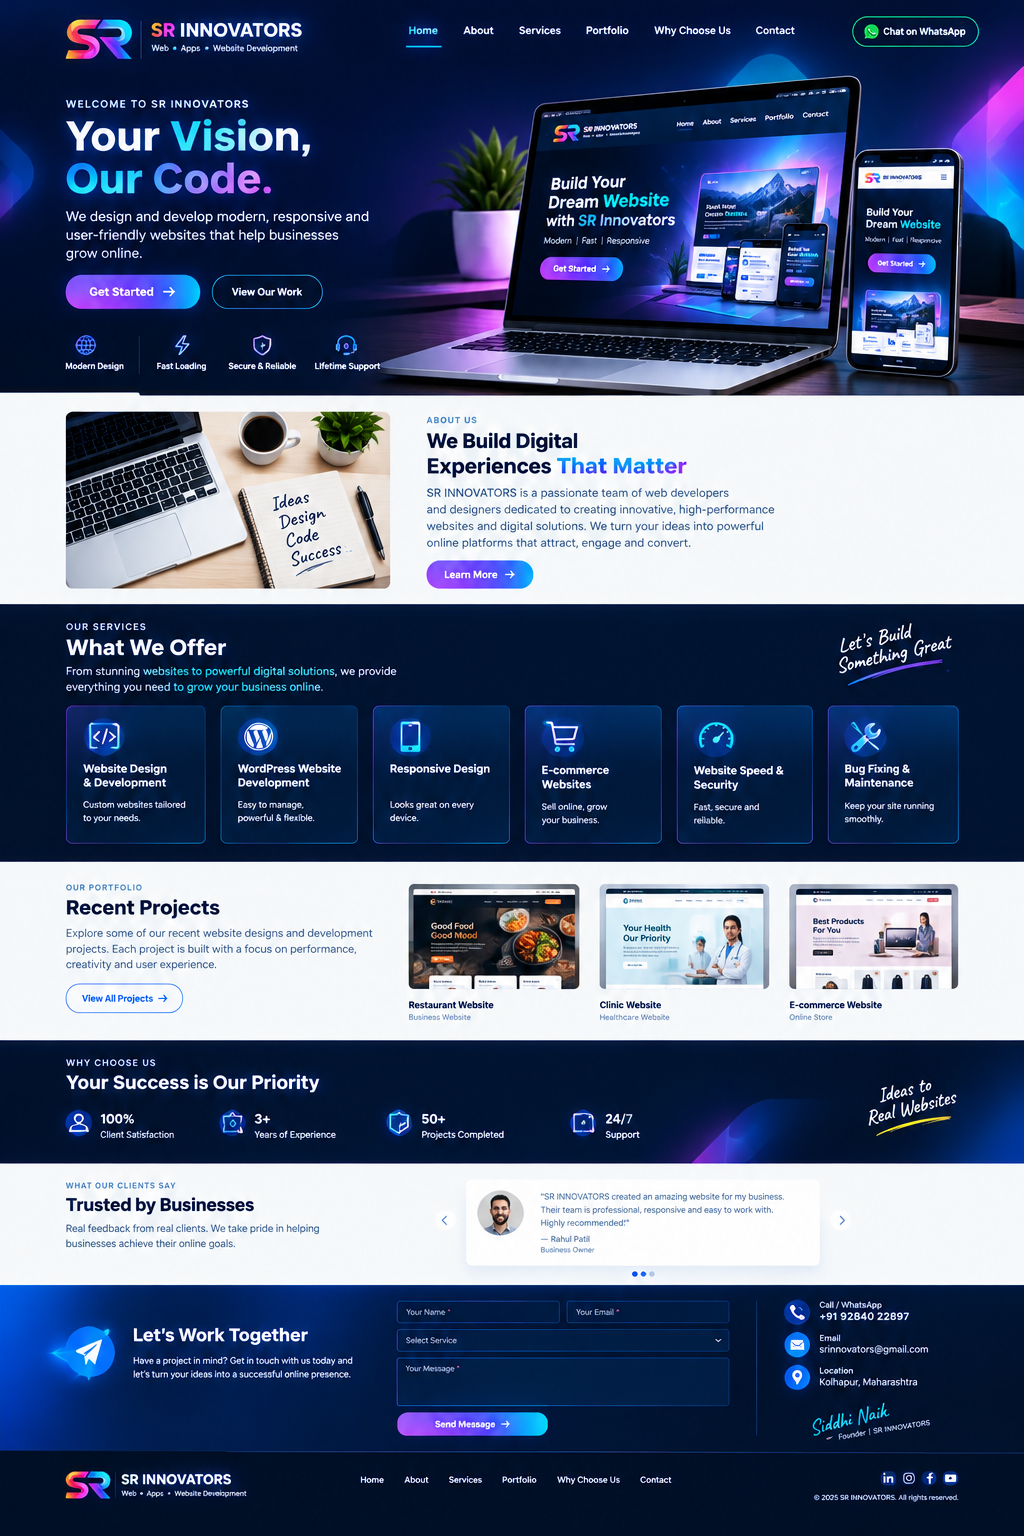 SR INNOVATORS
Web • Apps • Website Development
Home
About
Services
Portfolio
Why Choose Us
Contact
Chat on WhatsApp
WELCOME TO SR INNOVATORS
Your Vision,
Our Code.
We design and develop modern, responsive and
user-friendly websites that help businesses
grow online.
Get Started →
View Our Work
Modern Design
Fast Loading
Secure & Reliable
Lifetime Support
SR INNOVATORS
Home
About
Services
Portfolio
Contact
Build Your
Dream Website
with SR Innovators
Modern | Fast | Responsive
Get Started →
SR INNOVATORS
Build Your
Dream Website
Modern | Fast | Responsive
Get Started →
Ideas
Design
Code
Success
ABOUT US
We Build Digital
Experiences That Matter
SR INNOVATORS is a passionate team of web developers
and designers dedicated to creating innovative, high-performance
websites and digital solutions. We turn your ideas into powerful
online platforms that attract, engage and convert.
Learn More →
OUR SERVICES
What We Offer
From stunning websites to powerful digital solutions, we provide
everything you need to grow your business online.
Let's Build
Something Great
Website Design
& Development
Custom websites tailored
to your needs.
WordPress Website
Development
Easy to manage,
powerful & flexible.
Responsive Design
Looks great on every
device.
E-commerce
Websites
Sell online, grow
your business.
Website Speed &
Security
Fast, secure and
reliable.
Bug Fixing &
Maintenance
Keep your site running
smoothly.
OUR PORTFOLIO
Recent Projects
Explore some of our recent website designs and development
projects. Each project is built with a focus on performance,
creativity and user experience.
View All Projects →
Good Food
Good Mood
Restaurant Website
Business Website
Your Health
Our Priority
Clinic Website
Healthcare Website
Best Products
For You
E-commerce Website
Online Store
WHY CHOOSE US
Your Success is Our Priority
100%
Client Satisfaction
3+
Years of Experience
50+
Projects Completed
24/7
Support
Ideas to
Real Websites
WHAT OUR CLIENTS SAY
Trusted by Businesses
Real feedback from real clients. We take pride in helping
businesses achieve their online goals.
"SR INNOVATORS created an amazing website for my business.
Their team is professional, responsive and easy to work with.
Highly recommended!"
— Rahul Patil
Business Owner
Let's Work Together
Have a project in mind? Get in touch with us today and
let's turn your ideas into a successful online presence.
Your Name *
Your Email *
Select Service
Your Message *
Send Message →
Call / WhatsApp
+91 92840 22897
Email
srinnovators@gmail.com
Location
Kolhapur, Maharashtra
Siddhi Naik
— Founder | SR INNOVATORS
SR INNOVATORS
Web • Apps • Website Development
Home
About
Services
Portfolio
Why Choose Us
Contact
© 2025 SR INNOVATORS. All rights reserved.